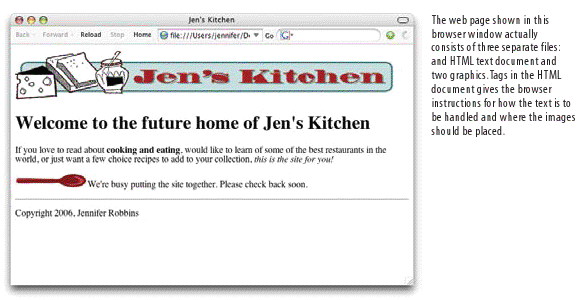 Jen's Kitchen
Back Forward Reload Stop Home file:///Users/jennifer/De Go
Jen's Kitchen
Welcome to the future home of Jen's Kitchen
If you love to read about cooking and eating, would like to learn of some of the best restaurants in the
world, or just want a few choice recipes to add to your collection, this is the site for you!
We're busy putting the site together. Please check back soon.
Copyright 2006, Jennifer Robbins
The web page shown in this
browser window actually
consists of three separate files:
and HTML text document and
two graphics. Tags in the HTML
document gives the browser
instructions for how the text is to
be handled and where the images
should be placed.